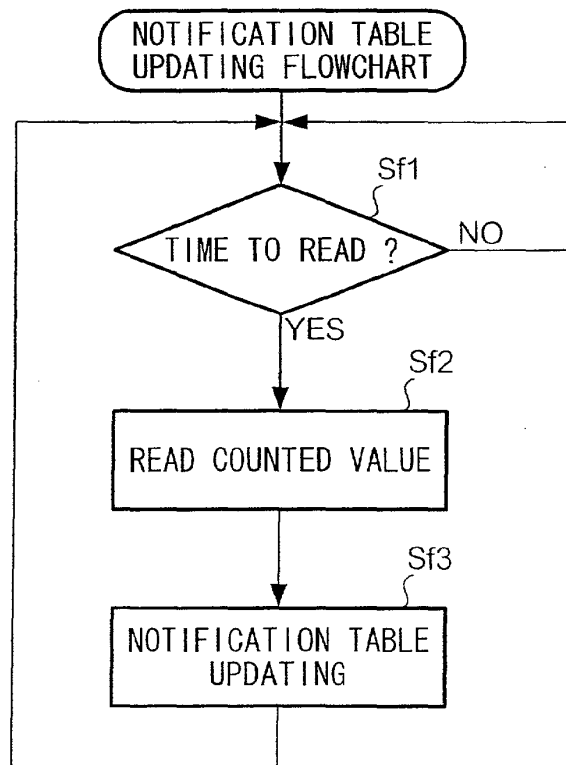 NOTIFICATION TABLE
UPDATING FLOWCHART
Sf1
TIME TO READ ?
NO
YES
Sf2
READ COUNTED VALUE
Sf3
NOTIFICATION TABLE
UPDATING